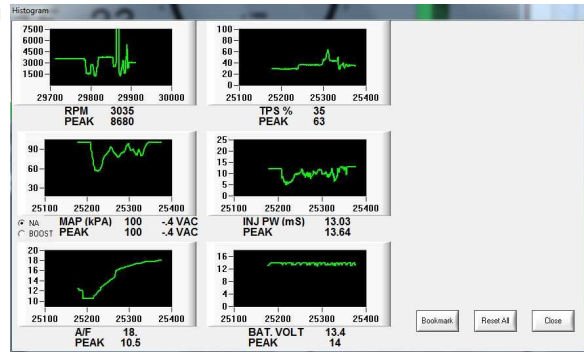 Histogram
7500
6000
4500
3000
1500
29700 29800 29900 30000
RPM 3035
PEAK 8680
100
80
60
40
20
0
25100 25200 25300 25400
TPS % 35
PEAK 63
90
60
30
25100 25200 25300 25400
NA MAP (kPA) 100 -.4 VAC
BOOST PEAK 100 -.4 VAC
25
20
15
10
5
0
25100 25200 25300 25400
INJ PW (mS) 13.03
PEAK 13.64
20
18
16
14
12
10
25100 25200 25300 25400
A/F 18.
PEAK 10.5
16
12
8
4
0
25100 25200 25300 25400
BAT. VOLT 13.4
PEAK 14
Bookmark Reset All Close